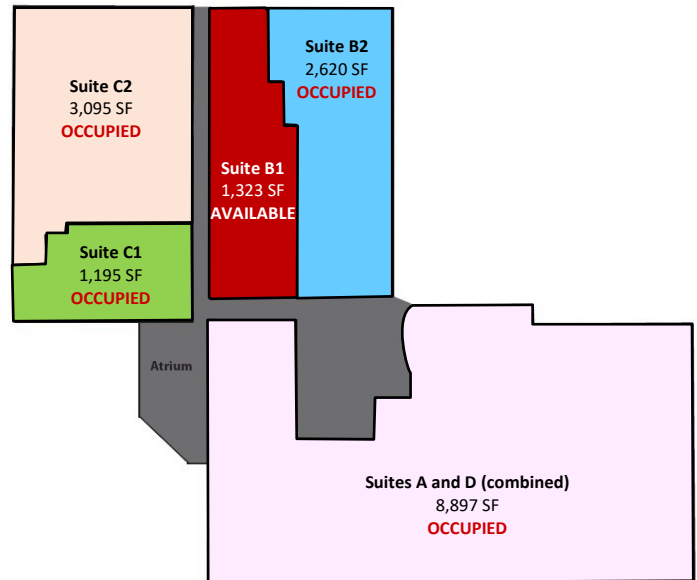 Suite C2
3,095 SF
OCCUPIED
Suite B2
2,620 SF
OCCUPIED
Suite B1
1,323 SF
AVAILABLE
Suite C1
1,195 SF
OCCUPIED
Atrium
Suites A and D (combined)
8,897 SF
OCCUPIED